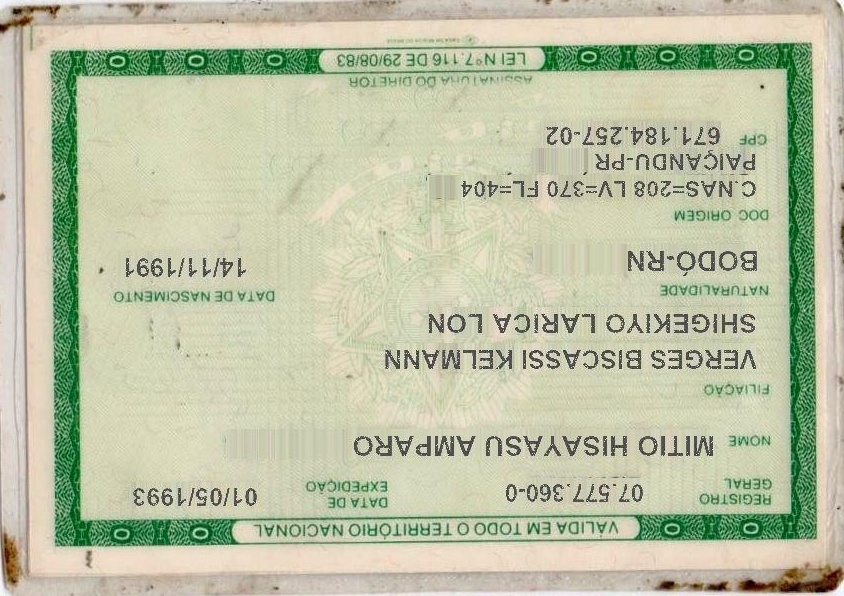 VÁLIDA EM TODO O TERRITÓRIO NACIONAL
REGISTRO GERAL 07.577.360-0 DATA DE EXPEDIÇÃO 01/05/1993
NOME MITIO HISAYASU AMPARO
FILIAÇÃO
VERGES BISCASSI KELMANN
SHIGEKIYO LARICA LON
NATURALIDADE DATA DE NASCIMENTO
BODÓ-RN 14/11/1991
DOC ORIGEM
C.NAS=208 LV=370 FL=404
PAIÇANDU-PR
CPF 671.184.257-02
ASSINATURA DO DIRETOR
LEI Nº 7.116 DE 29/08/83